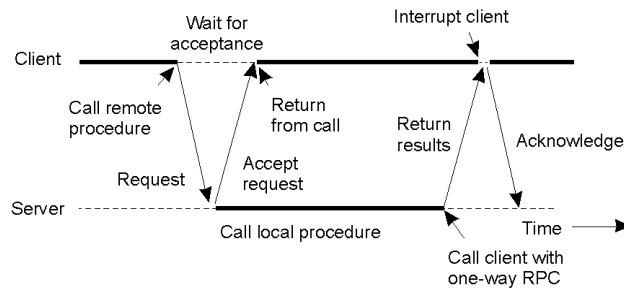 Interrupt client
Wait for
acceptance
Client
Call remote
procedure
Return
from call
Return
results
Acknowledge
Request
Accept
request
Server
Call local procedure
Time
Call client with
one-way RPC